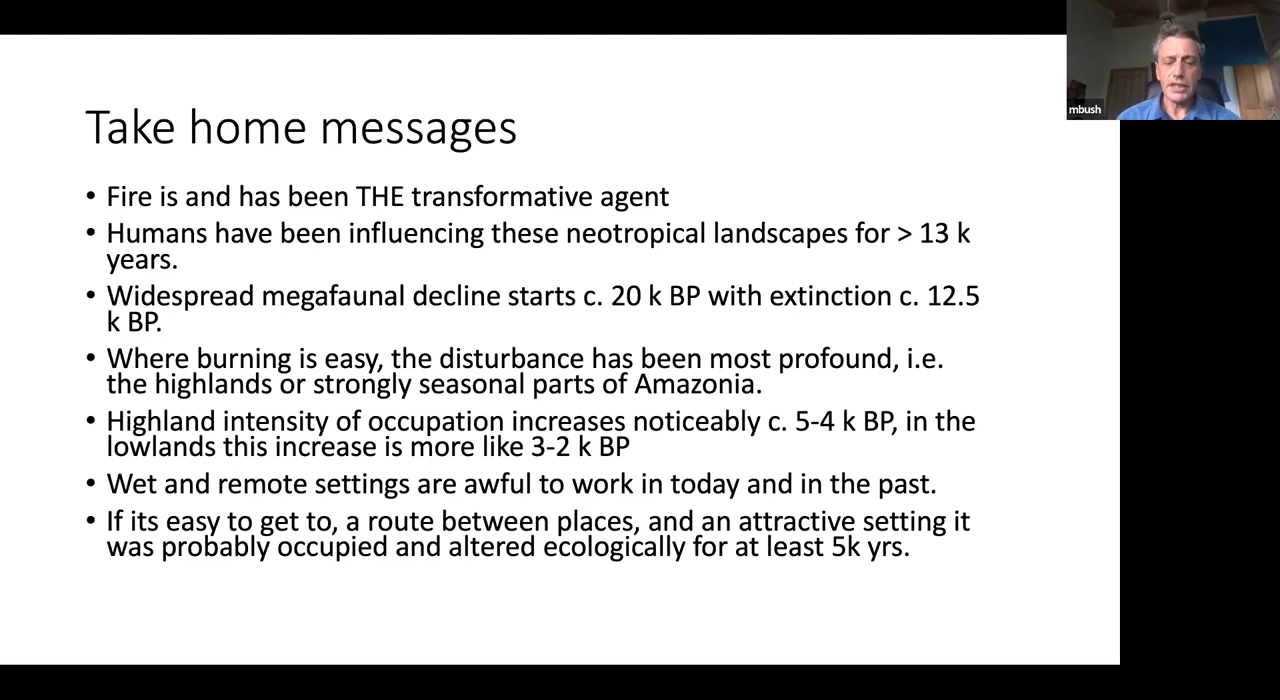 mbush
Take home messages
• Fire is and has been THE transformative agent
• Humans have been influencing these neotropical landscapes for > 13 k
years.
• Widespread megafaunal decline starts c. 20 k BP with extinction c. 12.5
k BP.
• Where burning is easy, the disturbance has been most profound, i.e.
the highlands or strongly seasonal parts of Amazonia.
• Highland intensity of occupation increases noticeably c. 5-4 k BP, in the
lowlands this increase is more like 3-2 k BP
• Wet and remote settings are awful to work in today and in the past.
• If its easy to get to, a route between places, and an attractive setting it
was probably occupied and altered ecologically for at least 5k yrs.